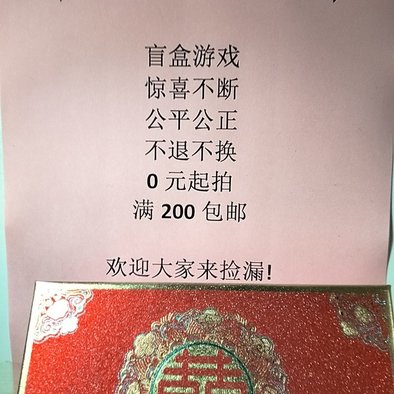 盲盒游戏
惊喜不断
公平公正
不退不换
0 元起拍
满 200 包邮
欢迎大家来捡漏!
囍